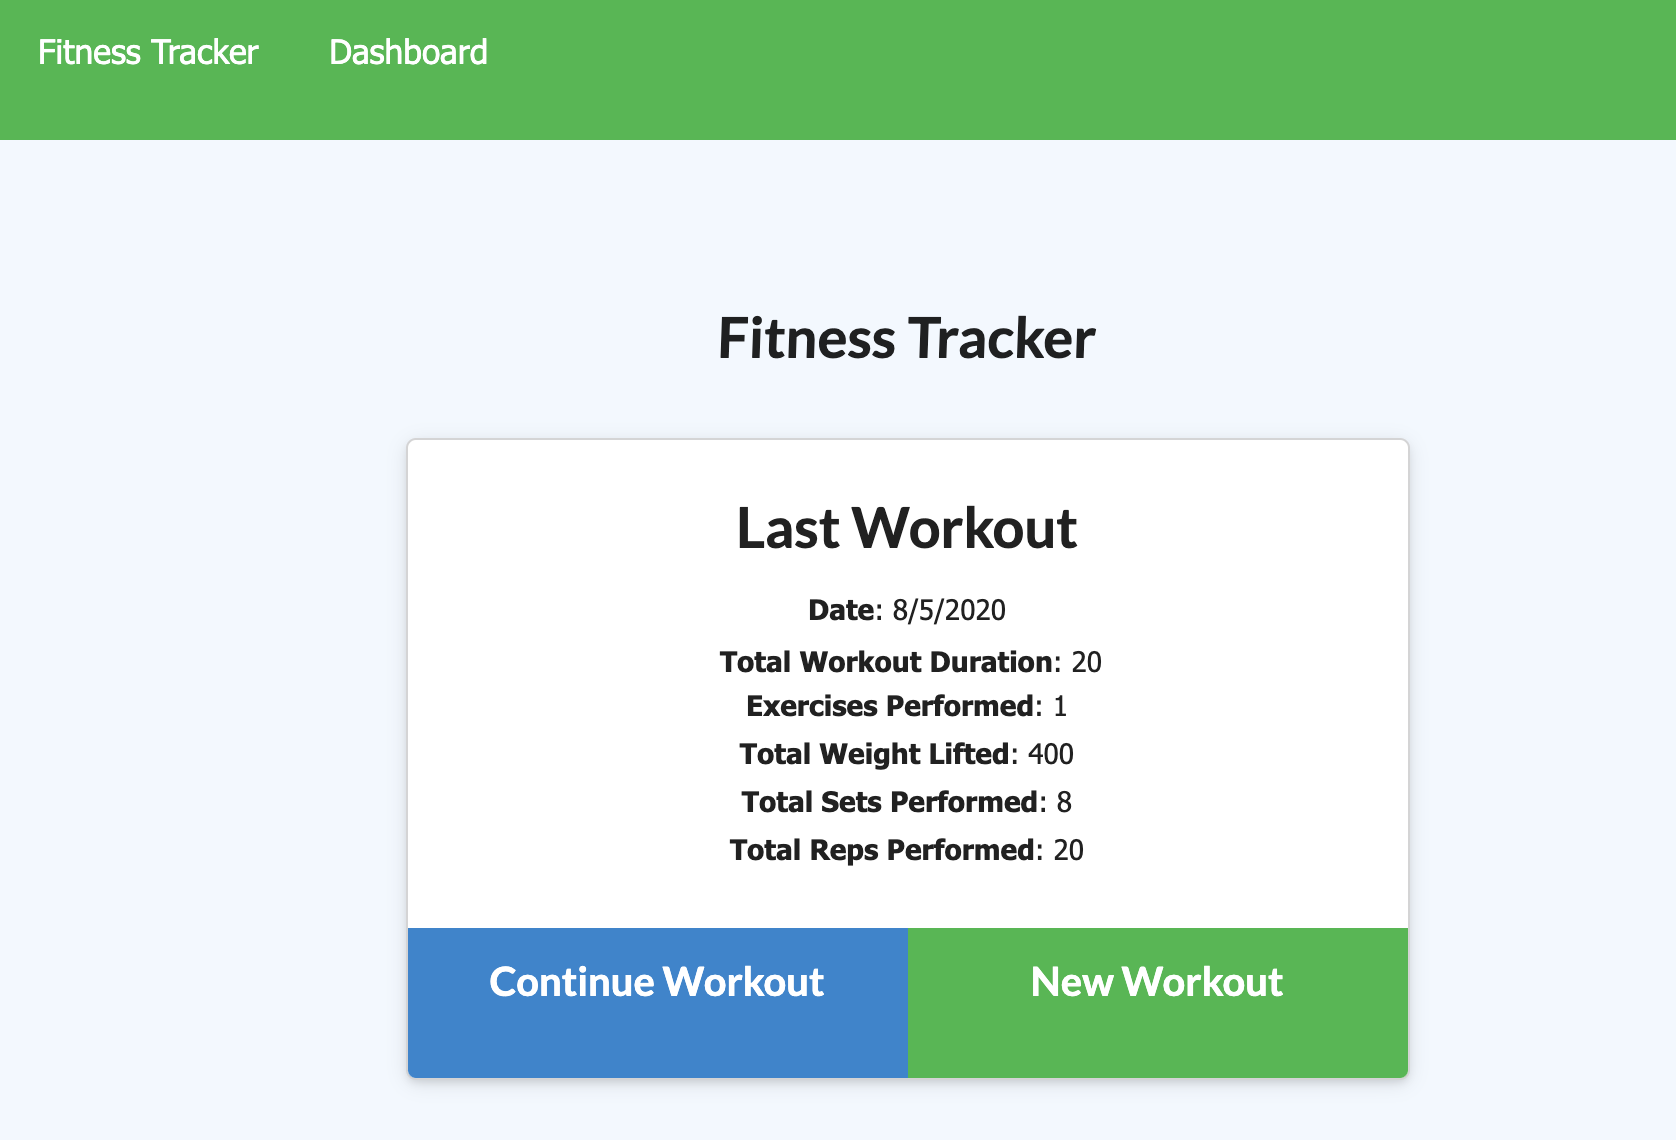 Fitness Tracker Dashboard
Fitness Tracker
Last Workout
Date: 8/5/2020
Total Workout Duration: 20
Exercises Performed: 1
Total Weight Lifted: 400
Total Sets Performed: 8
Total Reps Performed: 20
Continue Workout New Workout